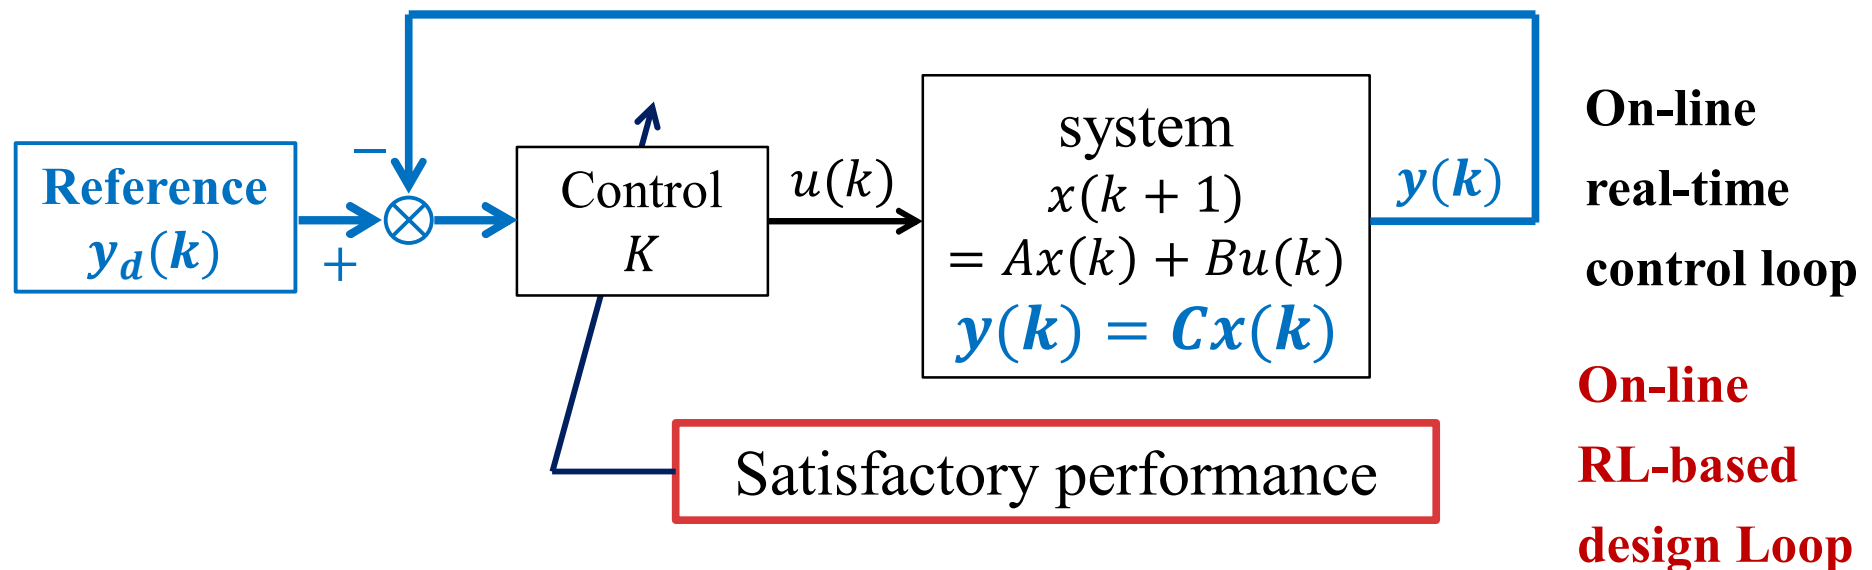 Reference
y_d(k)
−
+
Control
K
u(k)
system
x(k + 1)
= Ax(k) + Bu(k)
y(k) = Cx(k)
y(k)
On-line
real-time
control loop
Satisfactory performance
On-line
RL-based
design Loop